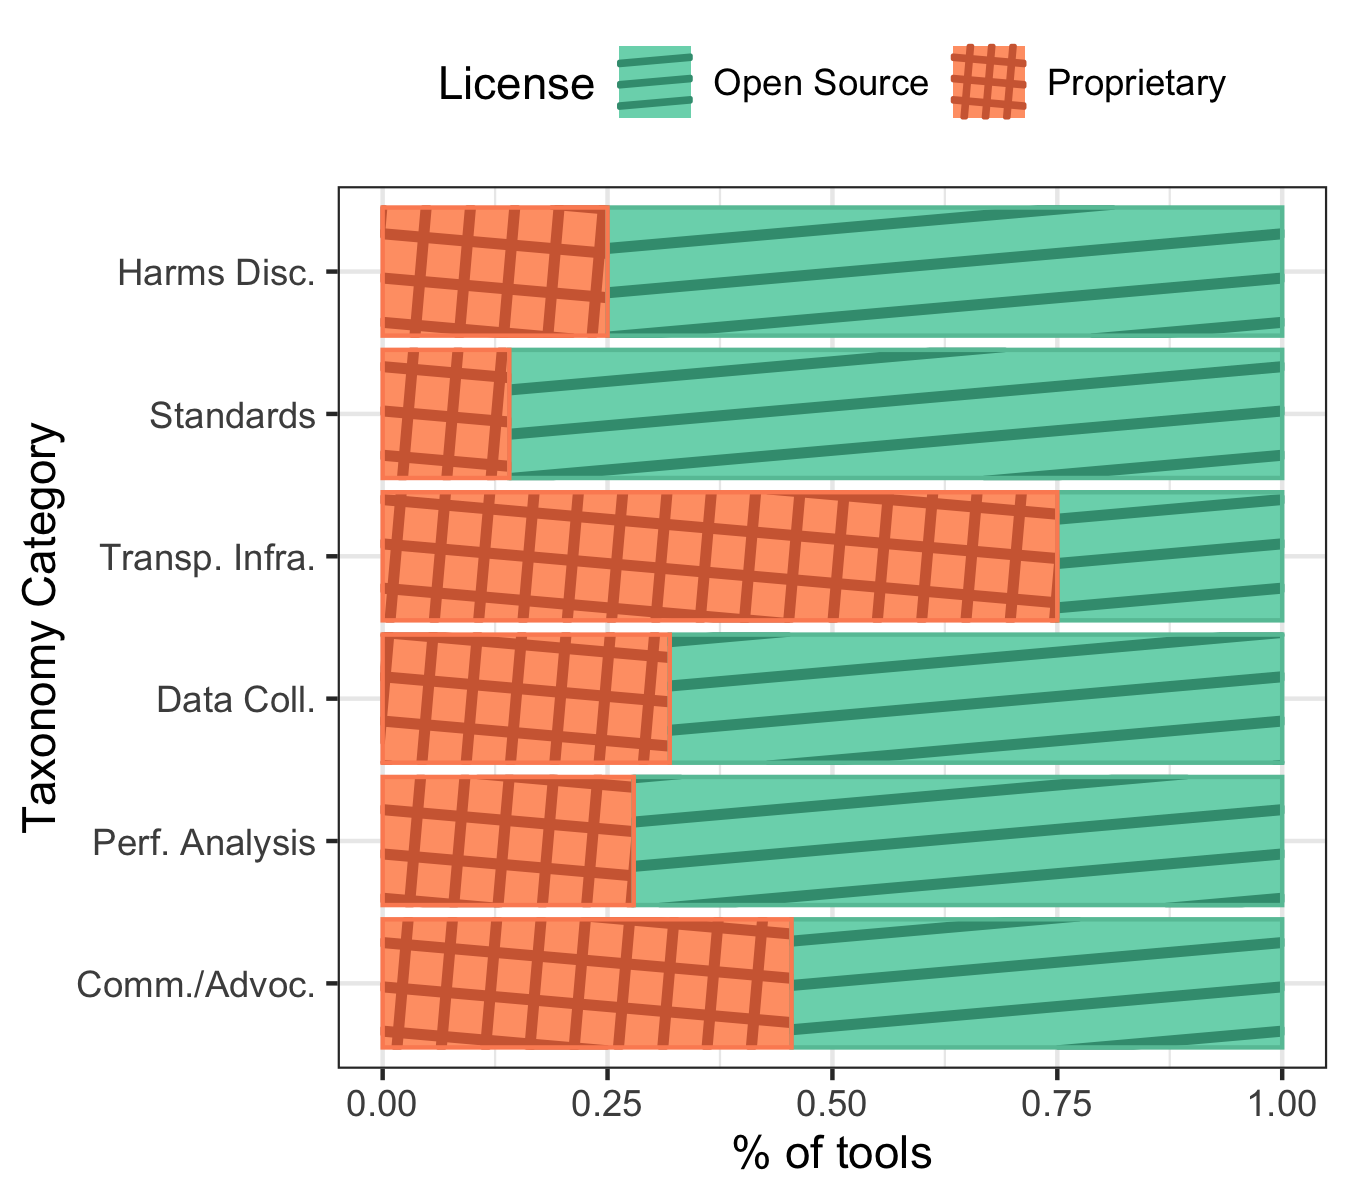 License Open Source Proprietary
Taxonomy Category
Harms Disc.
Standards
Transp. Infra.
Data Coll.
Perf. Analysis
Comm./Advoc.
0.00 0.25 0.50 0.75 1.00
% of tools